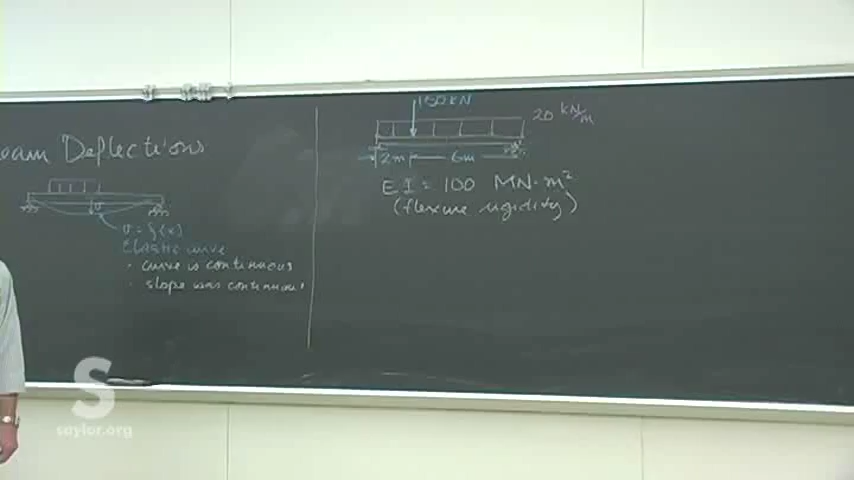 eam Deflections
v
v = f(x)
Elastic curve
· curve is continuous
· slope was continuous
150 kN
20 kN/m
2m 6m
EI = 100 MN·m²
(flexure rigidity)
S
saylor.org